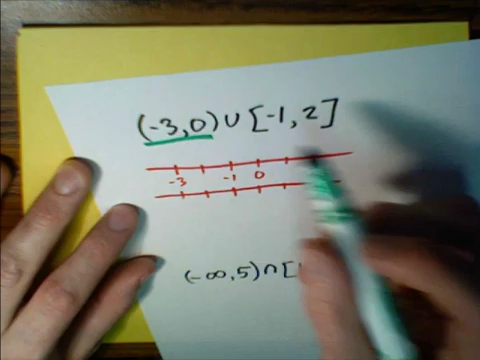 (-3,0)∪[-1,2]
-3 -1 0
(-∞,5)∩[